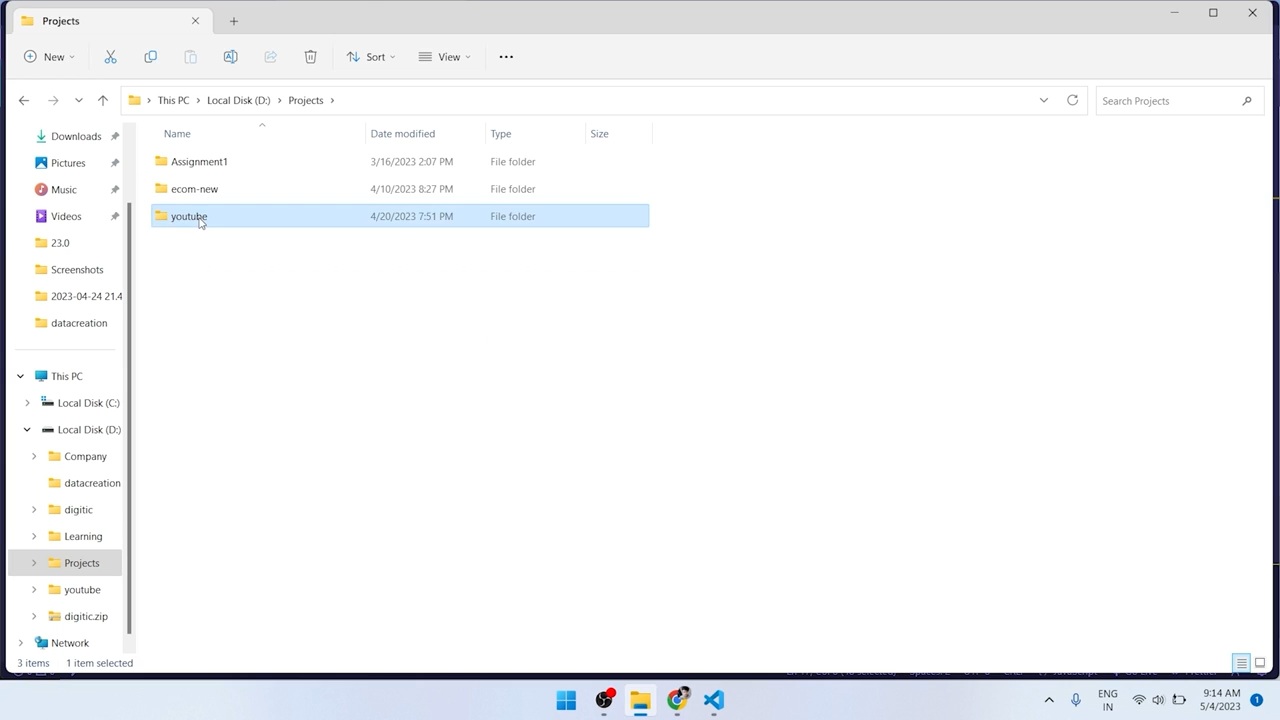 Projects
New
Sort
View
This PC
Local Disk (D:)
Projects
Search Projects
Name
Date modified
Type
Size
Assignment1 3/16/2023 2:07 PM File folder
ecom-new 4/10/2023 8:27 PM File folder
youtube 4/20/2023 7:51 PM File folder
Downloads
Pictures
Music
Videos
23.0
Screenshots
2023-04-24 21.4
datacreation
This PC
Local Disk (C:)
Local Disk (D:)
Company
datacreation
digitic
Learning
Projects
youtube
digitic.zip
Network
3 items 1 item selected
ENG
IN
9:14 AM
5/4/2023
1